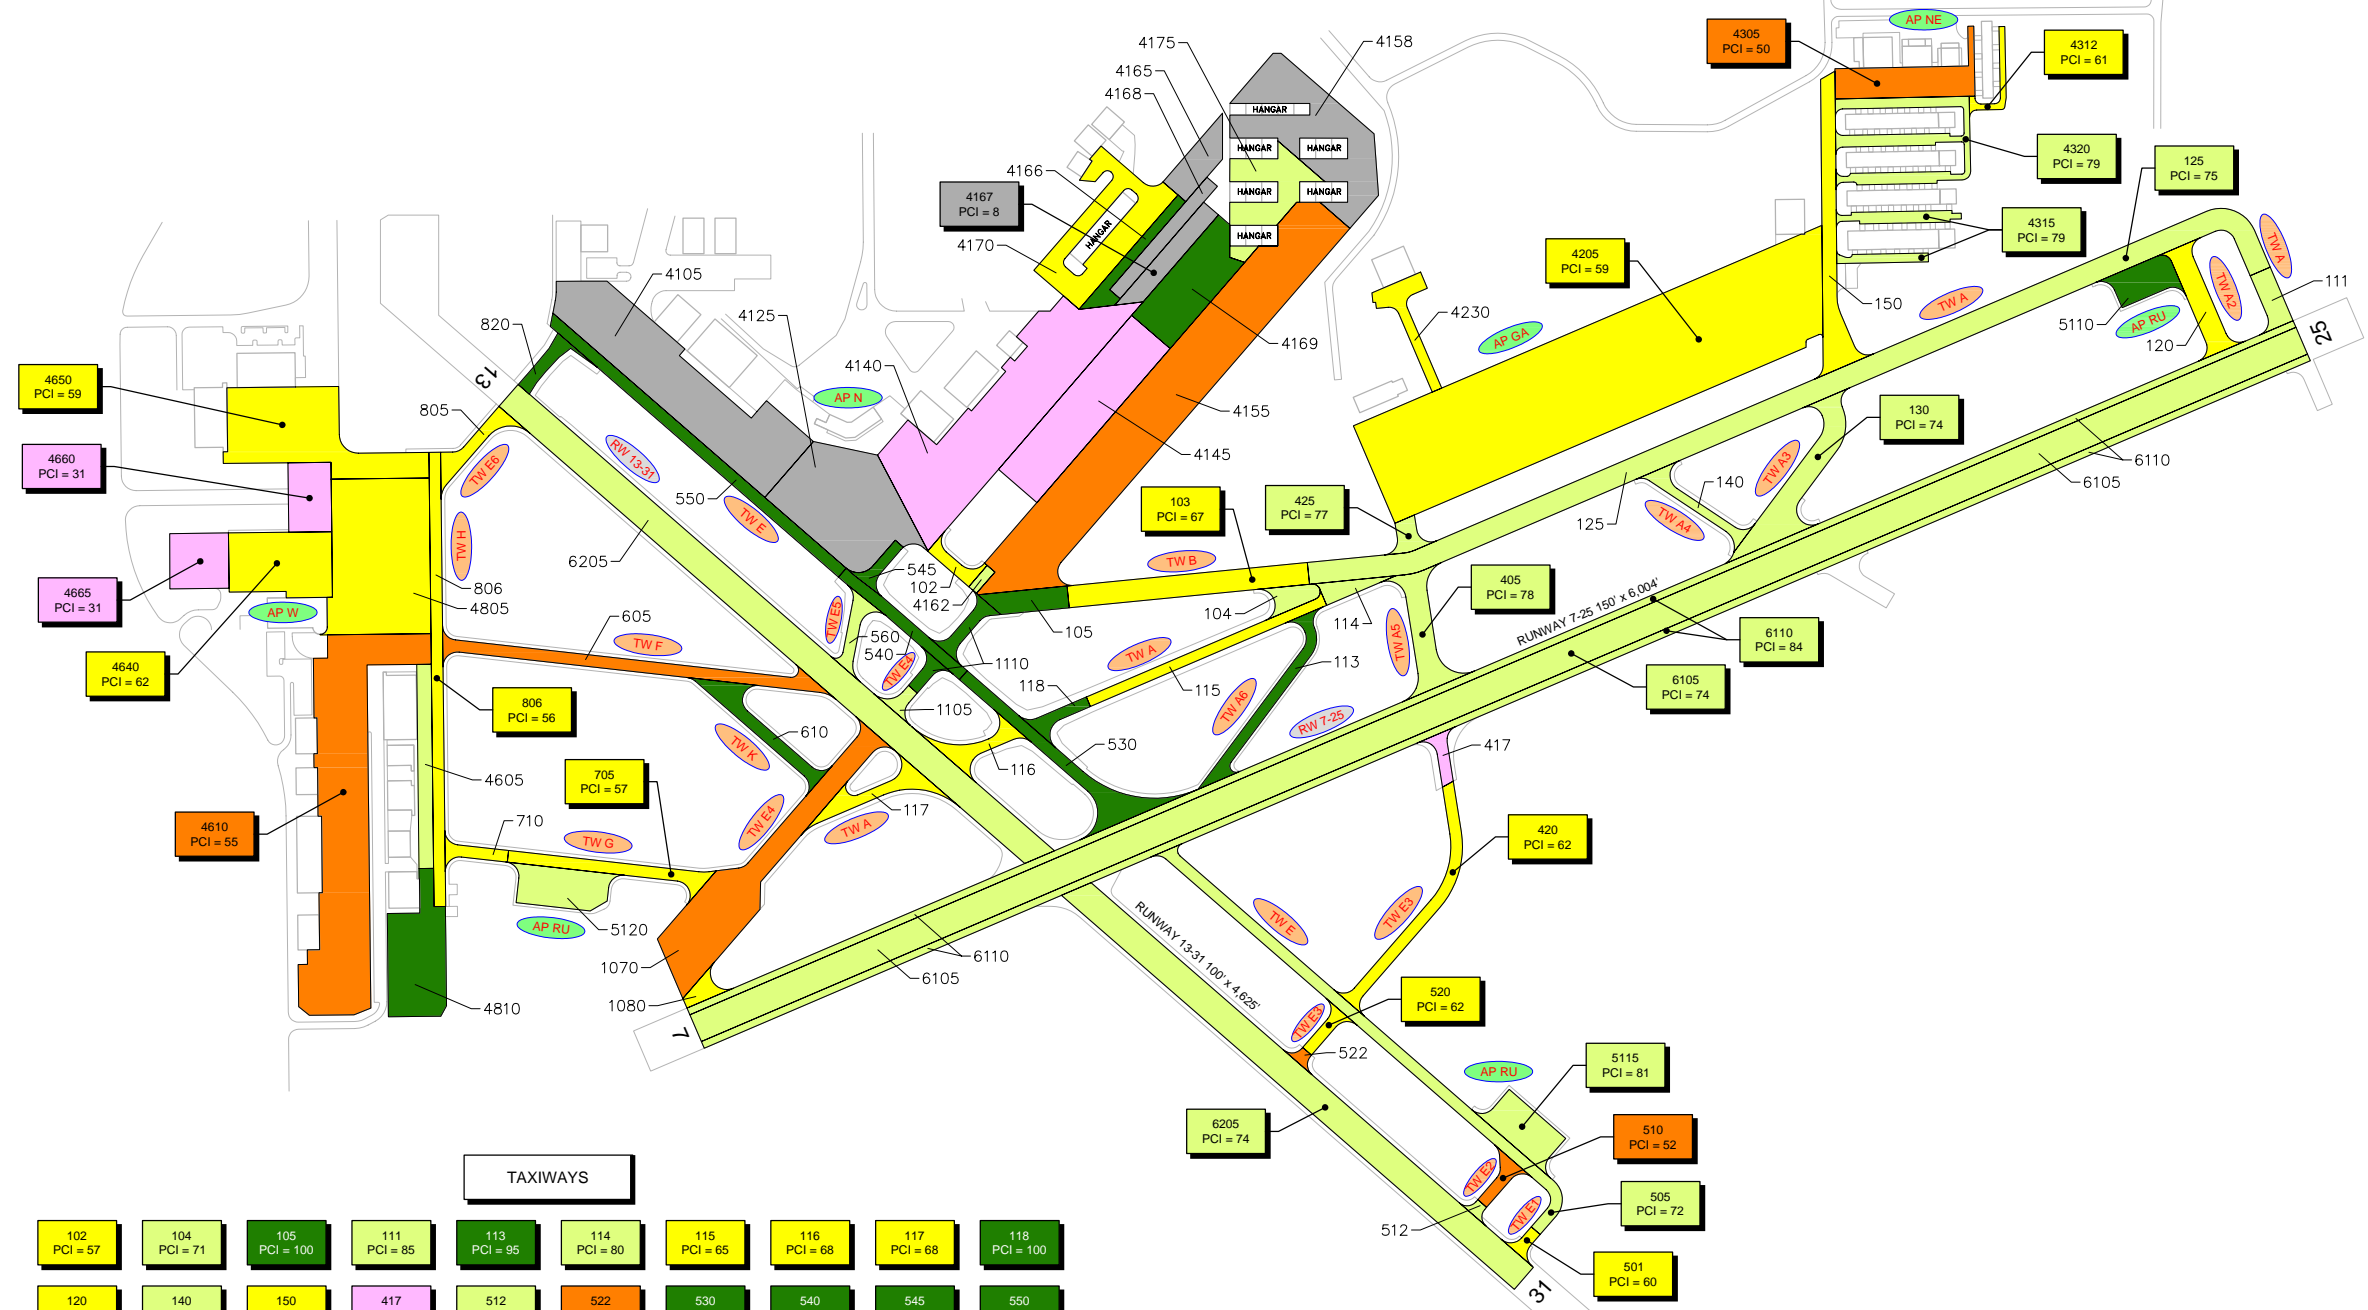 4305
PCI = 50
AP NE
4312
PCI = 61
4175
4158
4165
4168
HANGAR
HANGAR
HANGAR
4320
PCI = 79
125
PCI = 75
4166
4167
PCI = 8
HANGAR
HANGAR
4315
PCI = 79
HANGAR
HANGAR
4170
4205
PCI = 59
TW A
4105
TW A2
111
150
TW A
4230
5110
AP RU
25
820
4125
AP GA
4169
120
13
4140
4650
PCI = 59
AP N
805
4155
130
PCI = 74
4145
RW 13-31
4660
PCI = 31
TW E6
TW A3
6110
6105
550
103
PCI = 67
425
PCI = 77
140
TW E
125
TW A4
TW H
6205
TW B
545
102
806
4162
405
PCI = 78
4665
PCI = 31
4805
AP W
605
TW E5
104
RUNWAY 7-25 150' x 6,004'
105
114
560
TW F
540
TW A5
6110
PCI = 84
TW A
1110
113
4640
PCI = 62
TW E4
118
115
6105
PCI = 74
806
PCI = 56
1105
TW A6
RW 7-25
610
TW K
530
417
116
4605
705
PCI = 57
117
TW E4
TW A
4610
PCI = 55
710
TW G
420
PCI = 62
TW E
TW E3
AP RU
5120
RUNWAY 13-31 100' x 4,625'
1070
6110
6105
4810
1080
520
PCI = 62
7
TW E3
522
5115
PCI = 81
AP RU
6205
PCI = 74
510
PCI = 52
TW E2
TAXIWAYS
505
PCI = 72
TW E1
512
102
PCI = 57
104
PCI = 71
105
PCI = 100
111
PCI = 85
113
PCI = 95
114
PCI = 80
115
PCI = 65
116
PCI = 68
117
PCI = 68
118
PCI = 100
501
PCI = 60
31
120
140
150
417
512
522
530
540
545
550